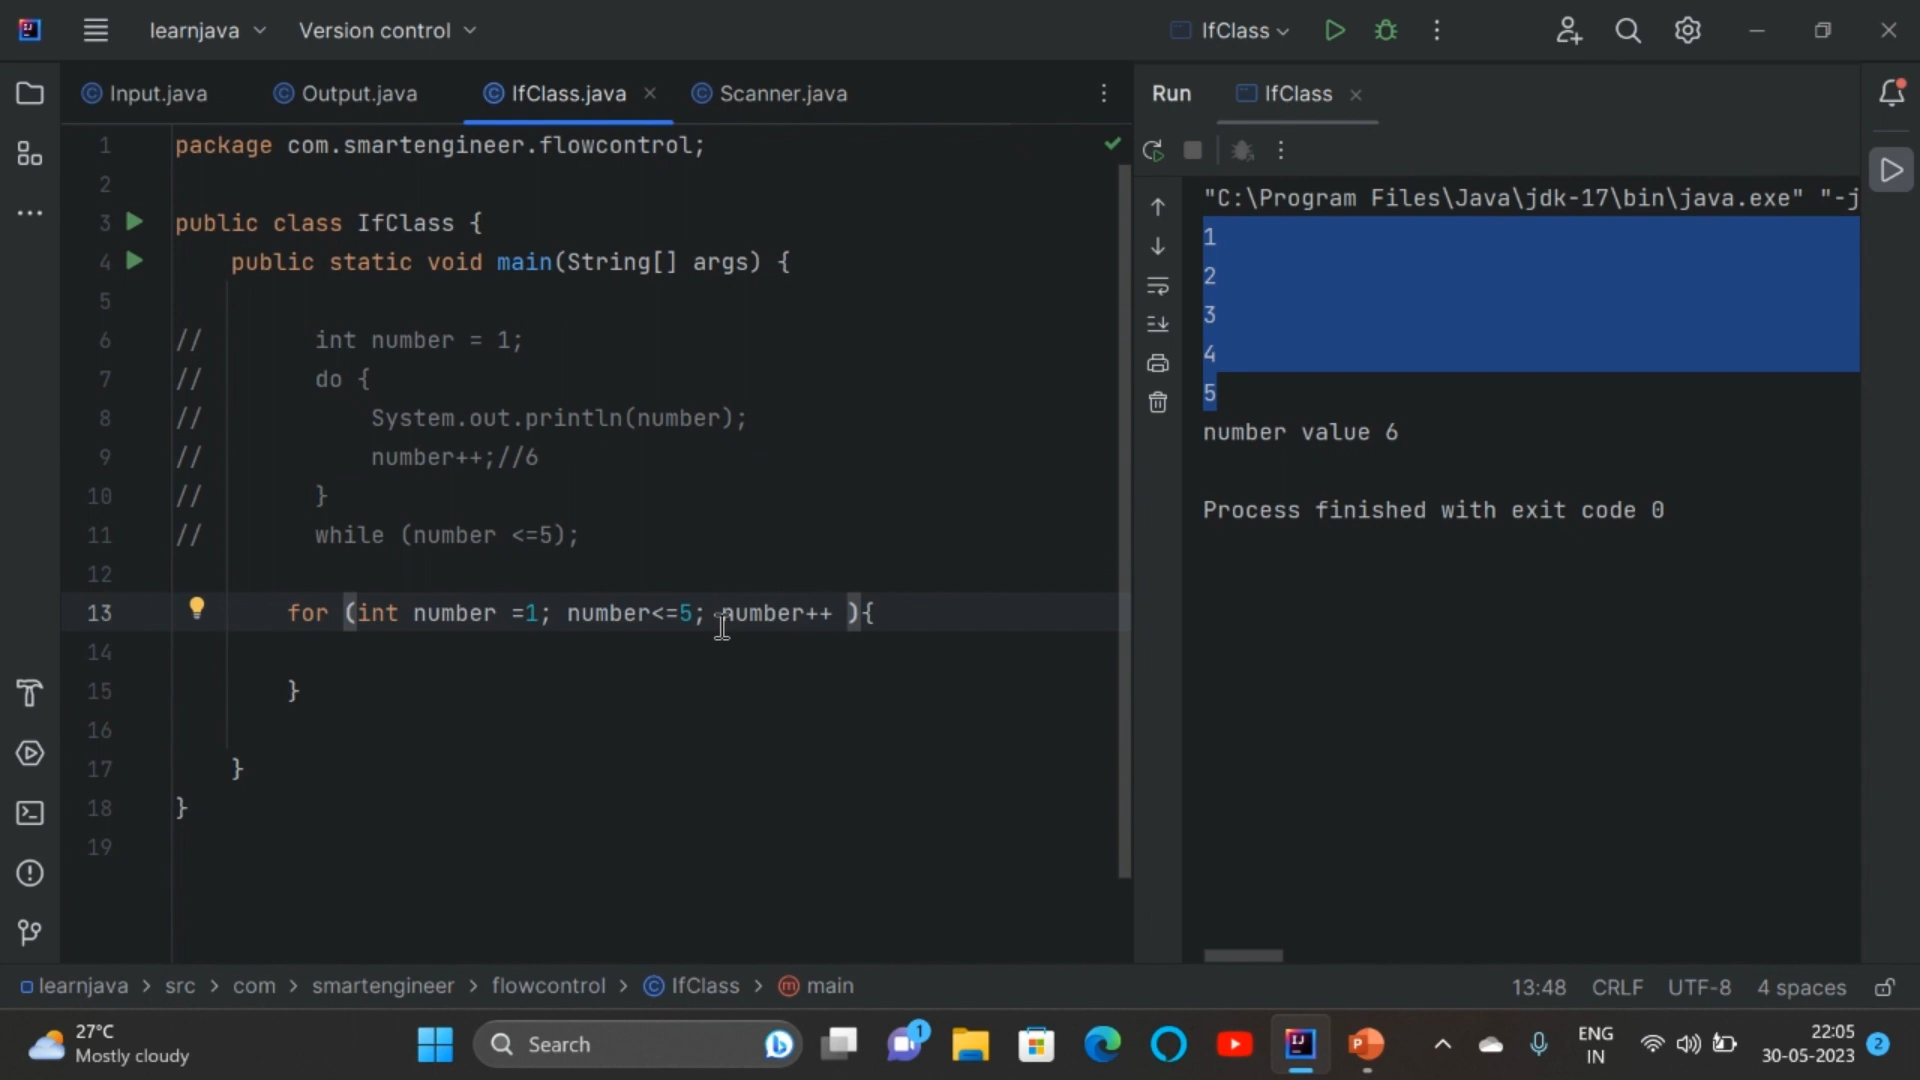 learnjava
Version control
IfClass
Input.java
Output.java
IfClass.java
Scanner.java
Run
IfClass
1 package com.smartengineer.flowcontrol;
2
3 public class IfClass {
4 public static void main(String[] args) {
5
6 // int number = 1;
7 // do {
8 // System.out.println(number);
9 // number++;//6
10 // }
11 // while (number <=5);
12
13 for (int number =1; number<=5; number++ ){
14
15 }
16
17 }
18 }
19
"C:\Program Files\Java\jdk-17\bin\java.exe" "-j
1
2
3
4
5
number value 6
Process finished with exit code 0
learnjava > src > com > smartengineer > flowcontrol > IfClass > main
13:48 CRLF UTF-8 4 spaces
27°C
Mostly cloudy
Search
1
ENG
IN
22:05
30-05-2023
2